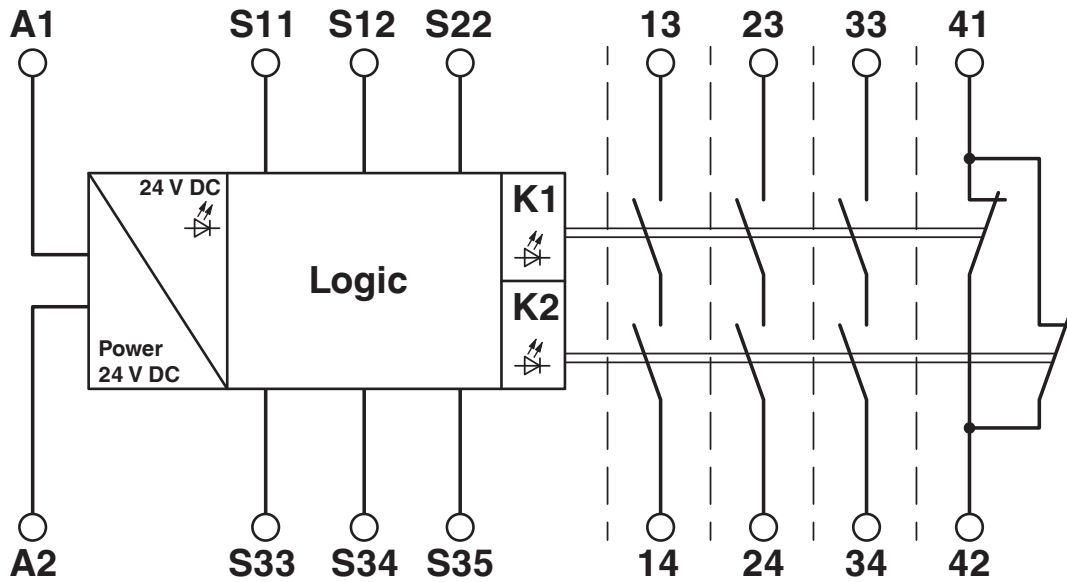 A1 S11 S12 S22 13 23 33 41
24 V DC
K1
Logic
K2
Power
24 V DC
A2 S33 S34 S35 14 24 34 42